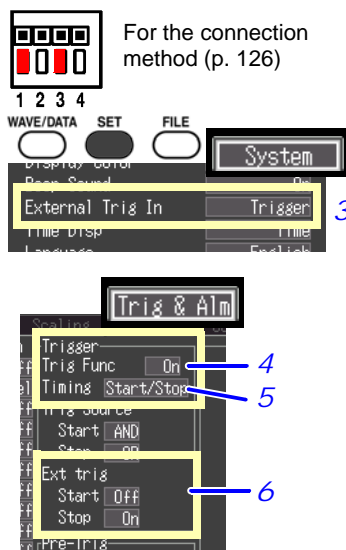 For the connection
method (p. 126)
1 2 3 4
WAVE/DATA SET FILE
System
Display Color
Beep Sound On
External Trig In Trigger
3
Time Disp Time
Language English
Trig & Alm
Scaling
Trigger
Trig Func On
4
Timing Start/Stop
5
Trig Source
Start AND
Stop OR
Ext trig
Start Off
6
Stop On
Pre-Trig